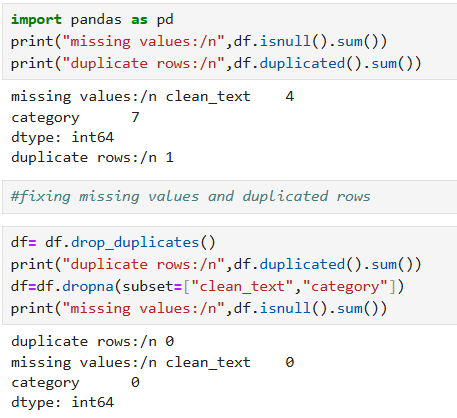 import pandas as pd
print("missing values:/n",df.isnull().sum())
print("duplicate rows:/n",df.duplicated().sum())
missing values:/n clean_text    4
category      7
dtype: int64
duplicate rows:/n 1
#fixing missing values and duplicated rows
df= df.drop_duplicates()
print("duplicate rows:/n",df.duplicated().sum())
df=df.dropna(subset=["clean_text","category"])
print("missing values:/n",df.isnull().sum())
duplicate rows:/n 0
missing values:/n clean_text    0
category      0
dtype: int64